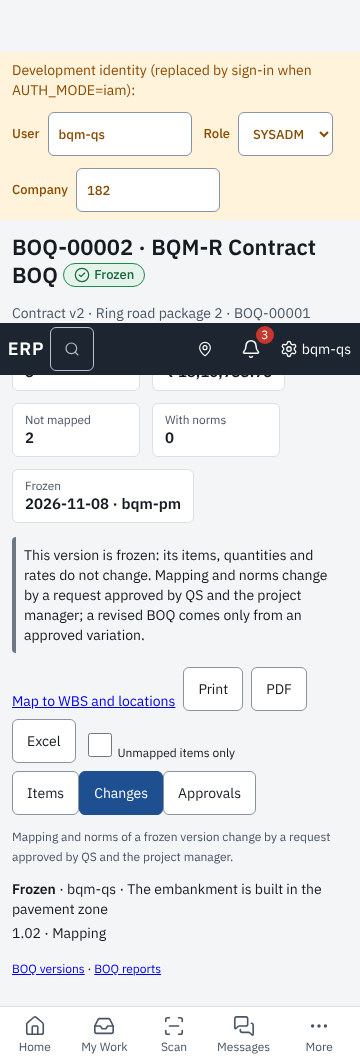 Development identity (replaced by sign-in when
AUTH_MODE=iam):
User bqm-qs Role SYSADM
Company 182
BOQ-00002 · BQM-R Contract
BOQ Frozen
Contract v2 · Ring road package 2 · BOQ-00001
ERP 3 bqm-qs
Not mapped With norms
2 0
Frozen
2026-11-08 · bqm-pm
This version is frozen: its items, quantities and
rates do not change. Mapping and norms change
by a request approved by QS and the project
manager; a revised BOQ comes only from an
approved variation.
Map to WBS and locations Print PDF
Excel Unmapped items only
Items Changes Approvals
Mapping and norms of a frozen version change by a request
approved by QS and the project manager.
Frozen · bqm-qs · The embankment is built in the
pavement zone
1.02 · Mapping
BOQ versions · BOQ reports
Home My Work Scan Messages More